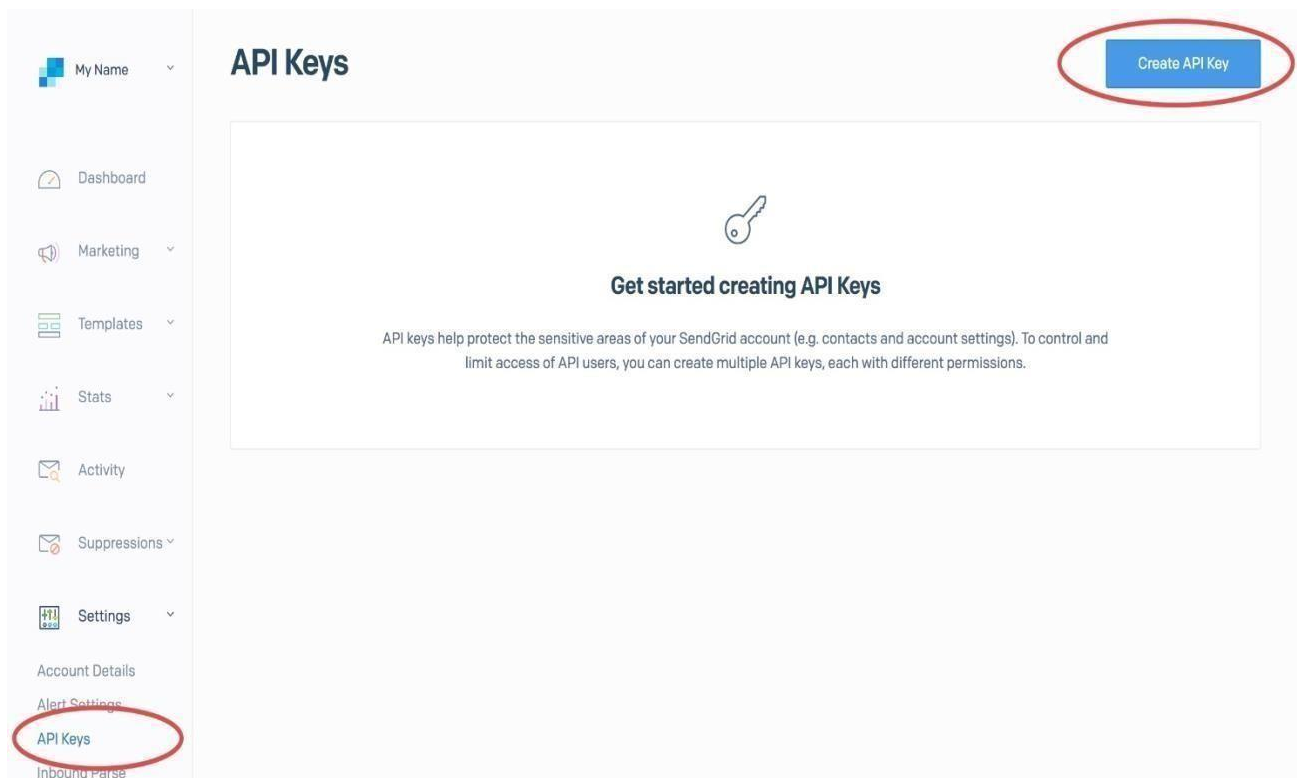 My Name
API Keys
Create API Key
Dashboard
Marketing
Templates
Stats
Activity
Suppressions
Settings
Account Details
Alert Settings
API Keys
Inbound Parse
Get started creating API Keys
API keys help protect the sensitive areas of your SendGrid account (e.g. contacts and account settings). To control and
limit access of API users, you can create multiple API keys, each with different permissions.